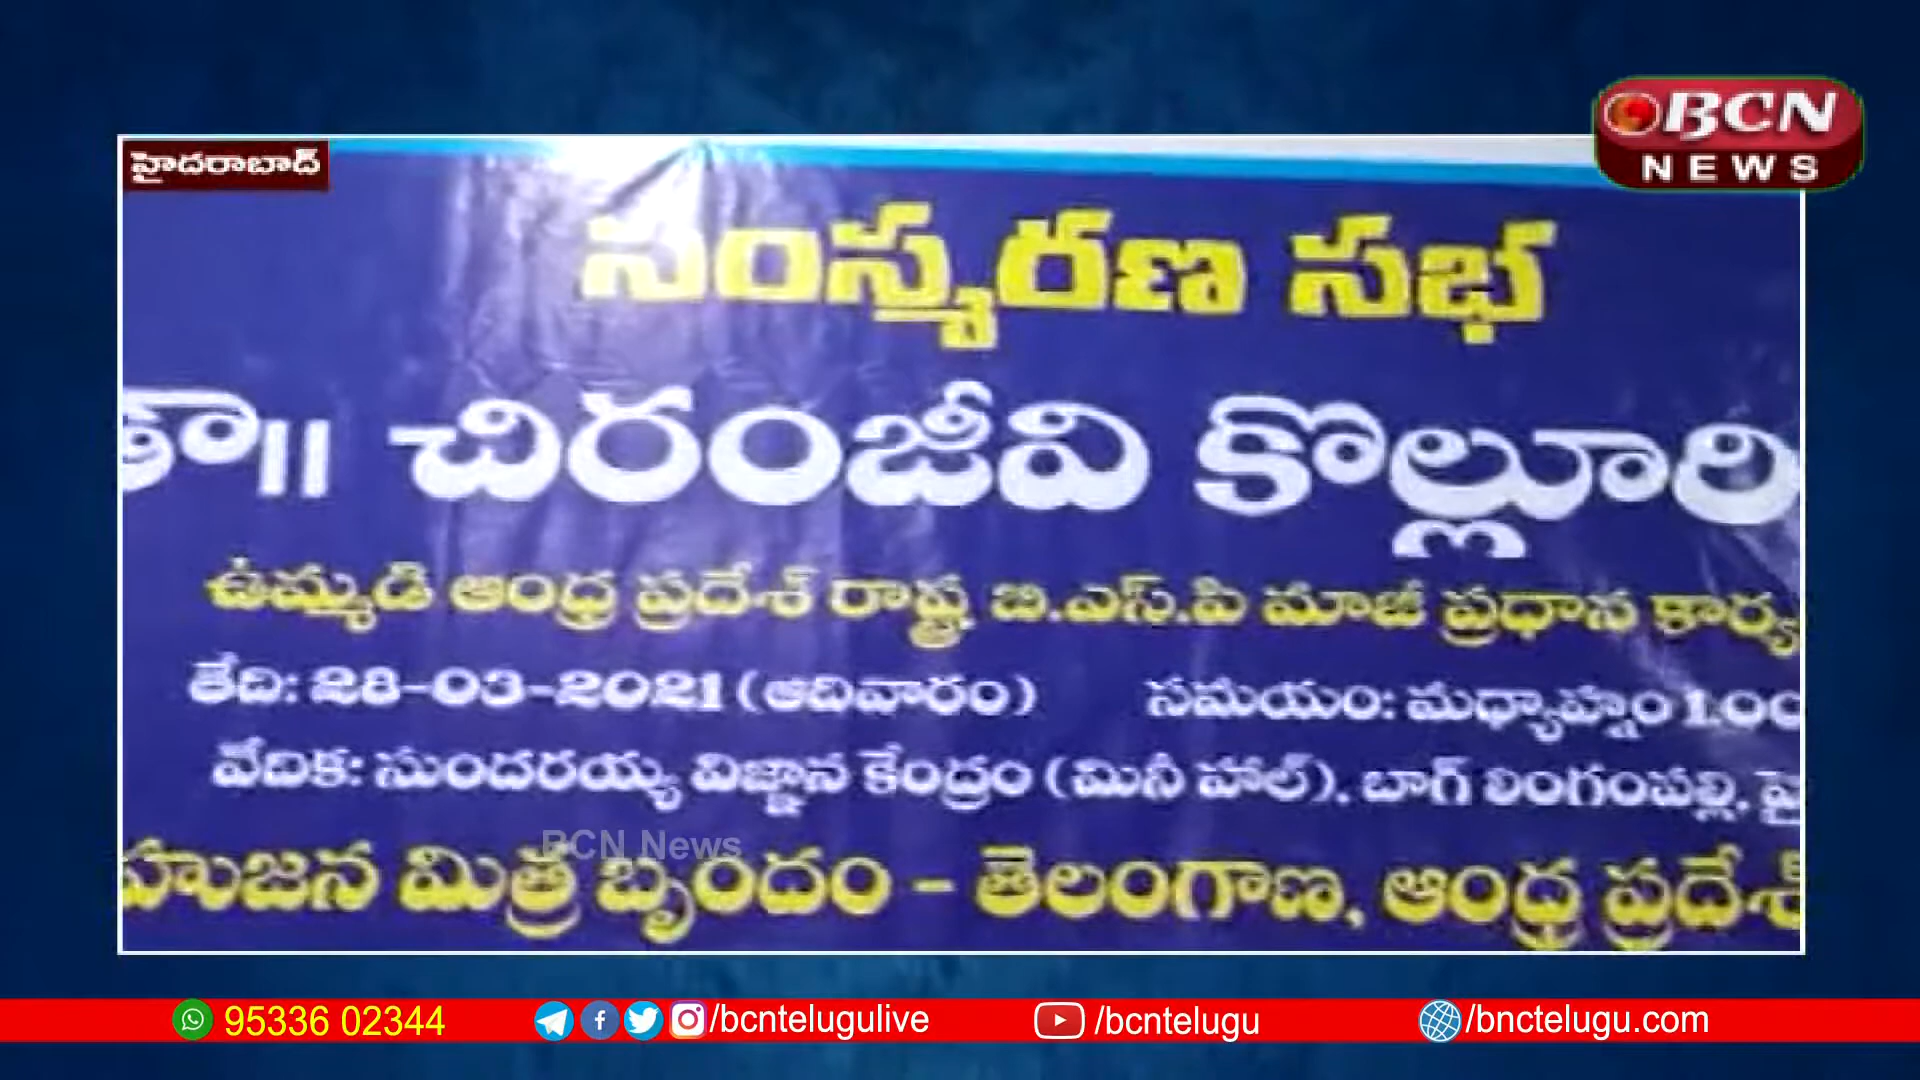 BCN
NEWS
హైదరాబాద్
సంస్మరణ సభ
కా|| చిరంజీవి కొల్లూరి
ఉమ్మడి ఆంధ్ర ప్రదేశ్ రాష్ట్ర బి.ఎస్.పి మాజీ ప్రధాన కార్య
తేది: 28-03-2021 (ఆదివారం) సమయం: మధ్యాహ్నం 1.00
వేదిక: సుందరయ్య విజ్ఞాన కేంద్రం (మినీ హాల్), బాగ్ లింగంపల్లి, హై
హుజన మిత్ర బృందం - తెలంగాణ, ఆంధ్ర ప్రదేశ్
BCN News
95336 02344 /bcntelugulive /bcntelugu /bnctelugu.com